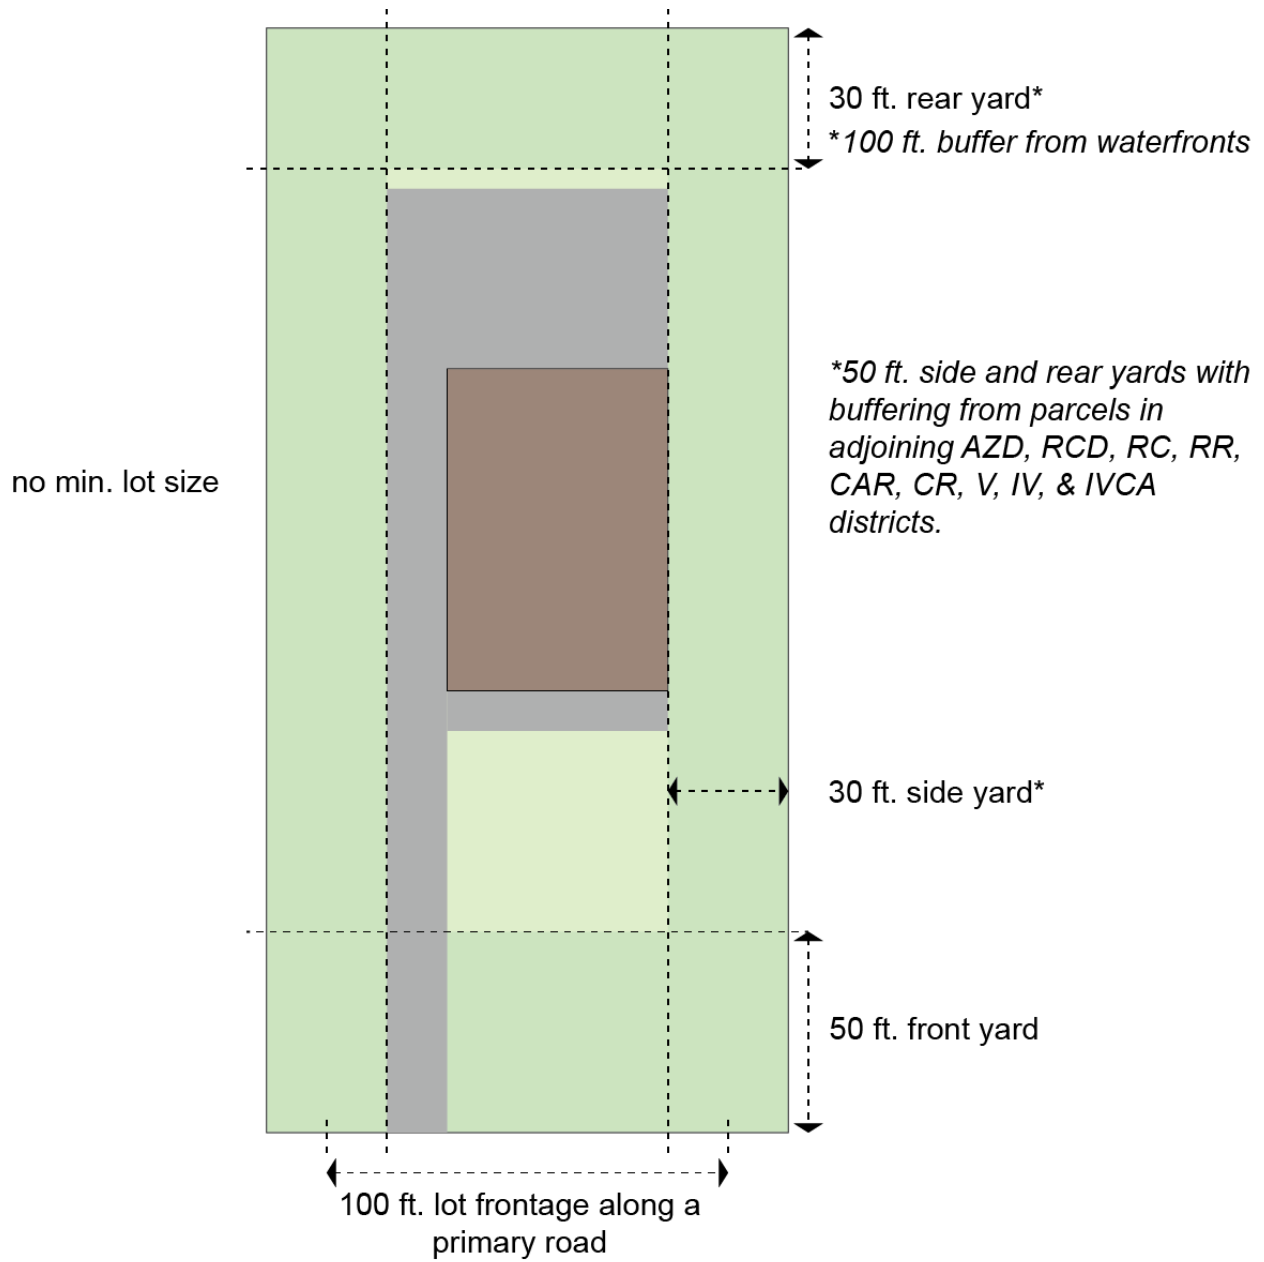 30 ft. rear yard*
*100 ft. buffer from waterfronts
*50 ft. side and rear yards with
buffering from parcels in
adjoining AZD, RCD, RC, RR,
CAR, CR, V, IV, & IVCA
districts.
no min. lot size
30 ft. side yard*
50 ft. front yard
100 ft. lot frontage along a
primary road